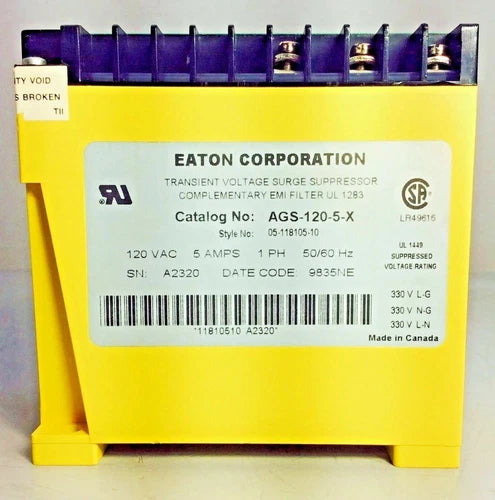 TY VOID
S BROKEN
TII
EATON CORPORATION
TRANSIENT VOLTAGE SURGE SUPPRESSOR
COMPLEMENTARY EMI FILTER UL 1283
Catalog No: AGS-120-5-X
Style No: 05-118105-10
120 VAC 5 AMPS 1 PH 50/60 Hz
SN: A2320 DATE CODE: 9835NE
*11810510 A2320*
LR49616
UL 1449
SUPPRESSED
VOLTAGE RATING
330 V L-G
330 V N-G
330 V L-N
Made in Canada